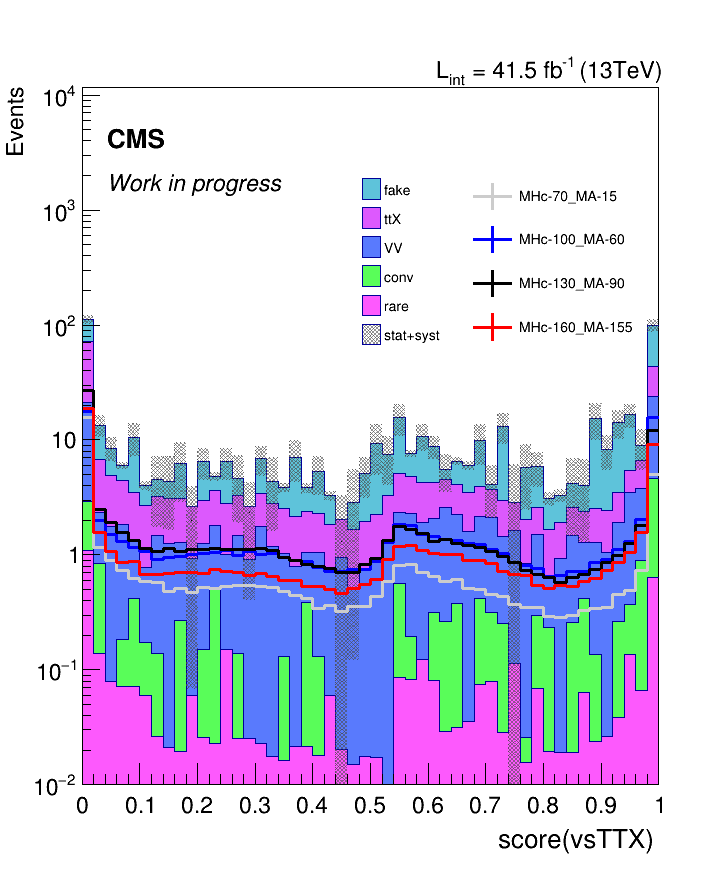 L_int = 41.5 fb^-1 (13TeV)
Events
10^4
CMS
Work in progress
fake
MHc-70_MA-15
ttX
10^3
VV
MHc-100_MA-60
conv
MHc-130_MA-90
rare
10^2
MHc-160_MA-155
stat+syst
10
1
10^−1
10^−2
0 0.1 0.2 0.3 0.4 0.5 0.6 0.7 0.8 0.9 1
score(vsTTX)